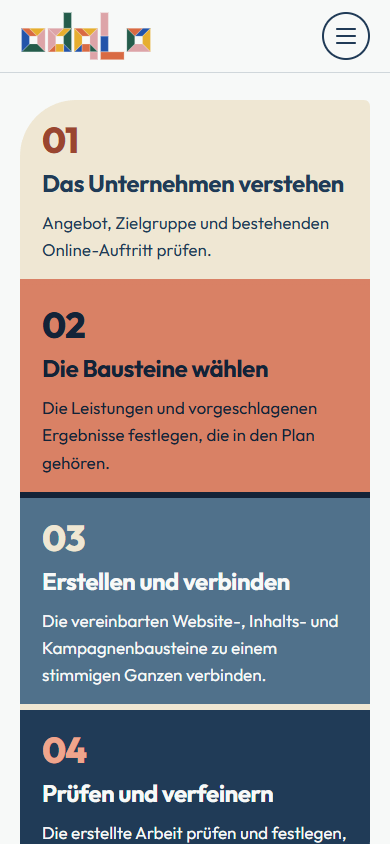 odaLa
01
Das Unternehmen verstehen
Angebot, Zielgruppe und bestehenden
Online-Auftritt prüfen.
02
Die Bausteine wählen
Die Leistungen und vorgeschlagenen
Ergebnisse festlegen, die in den Plan
gehören.
03
Erstellen und verbinden
Die vereinbarten Website-, Inhalts- und
Kampagnenbausteine zu einem
stimmigen Ganzen verbinden.
04
Prüfen und verfeinern
Die erstellte Arbeit prüfen und festlegen,